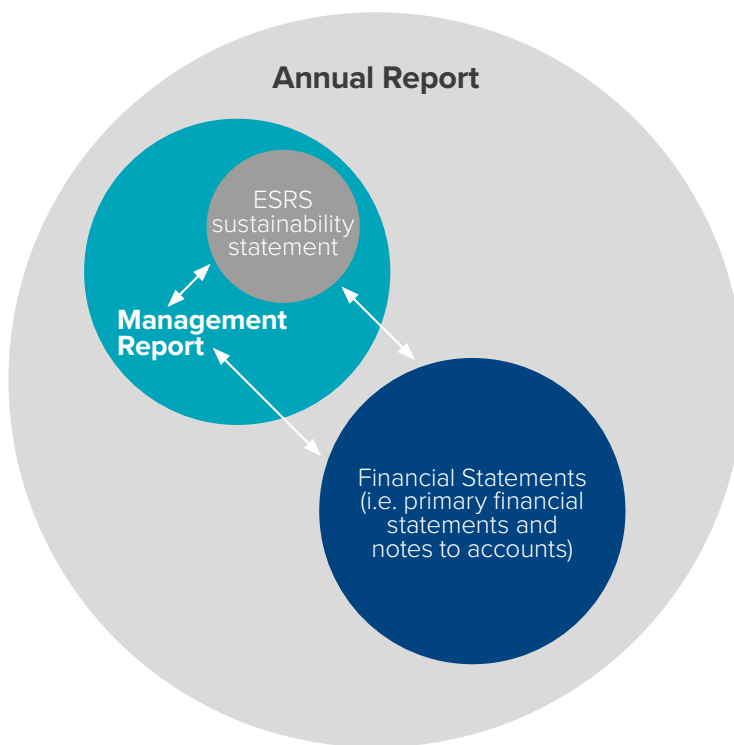 Annual Report
ESRS
sustainability
statement
Management
Report
Financial Statements
(i.e. primary financial
statements and
notes to accounts)